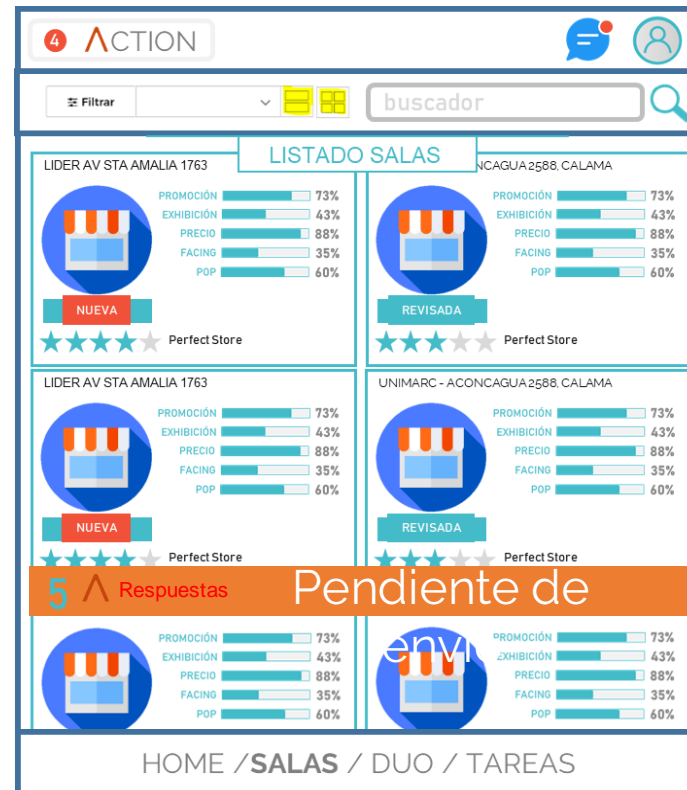 4 ACTION
Filtrar
buscador
LISTADO SALAS
LIDER AV STA AMALIA 1763
PROMOCIÓN 73%
EXHIBICIÓN 43%
PRECIO 88%
FACING 35%
POP 60%
NUEVA
Perfect Store
NCAGUA 2588, CALAMA
PROMOCIÓN 73%
EXHIBICIÓN 43%
PRECIO 88%
FACING 35%
POP 60%
REVISADA
Perfect Store
LIDER AV STA AMALIA 1763
PROMOCIÓN 73%
EXHIBICIÓN 43%
PRECIO 88%
FACING 35%
POP 60%
NUEVA
Perfect Store
UNIMARC - ACONCAGUA 2588, CALAMA
PROMOCIÓN 73%
EXHIBICIÓN 43%
PRECIO 88%
FACING 35%
POP 60%
REVISADA
Perfect Store
5 Respuestas
Pendiente de
PROMOCIÓN 73%
EXHIBICIÓN 43%
PRECIO 88%
FACING 35%
POP 60%
PROMOCIÓN 73%
EXHIBICIÓN 43%
PRECIO 88%
FACING 35%
POP 60%
HOME / SALAS / DUO / TAREAS